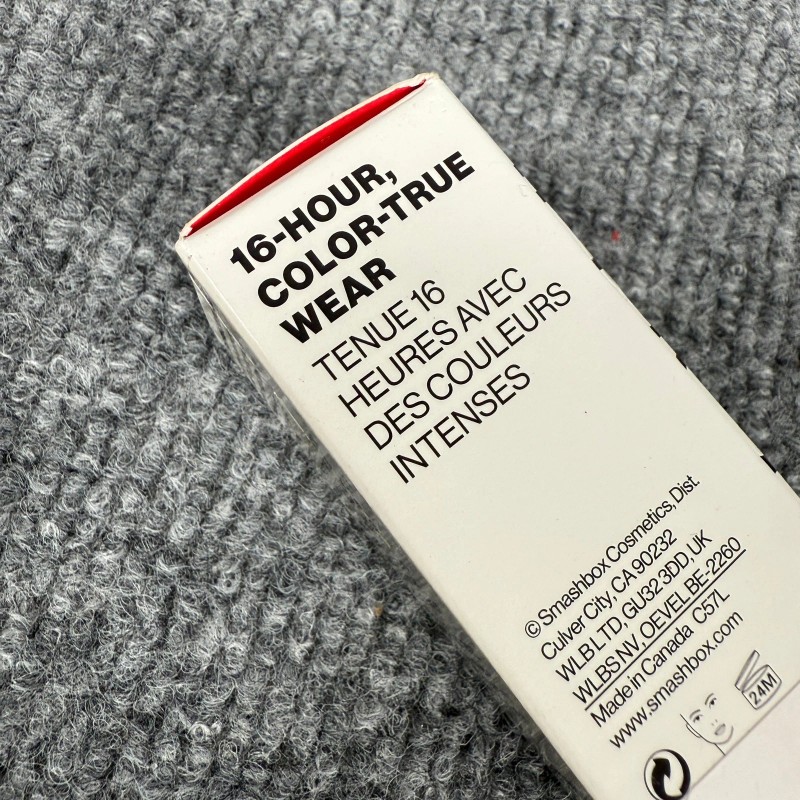 16-HOUR,
COLOR-TRUE
WEAR
TENUE 16
HEURES AVEC
DES COULEURS
INTENSES
© Smashbox Cosmetics, Dist.
Culver City, CA 90232
WLB LTD, GU32 3DD, UK
WLBS NV, OEVEL BE-2260
Made in Canada C57L
www.smashbox.com
24M